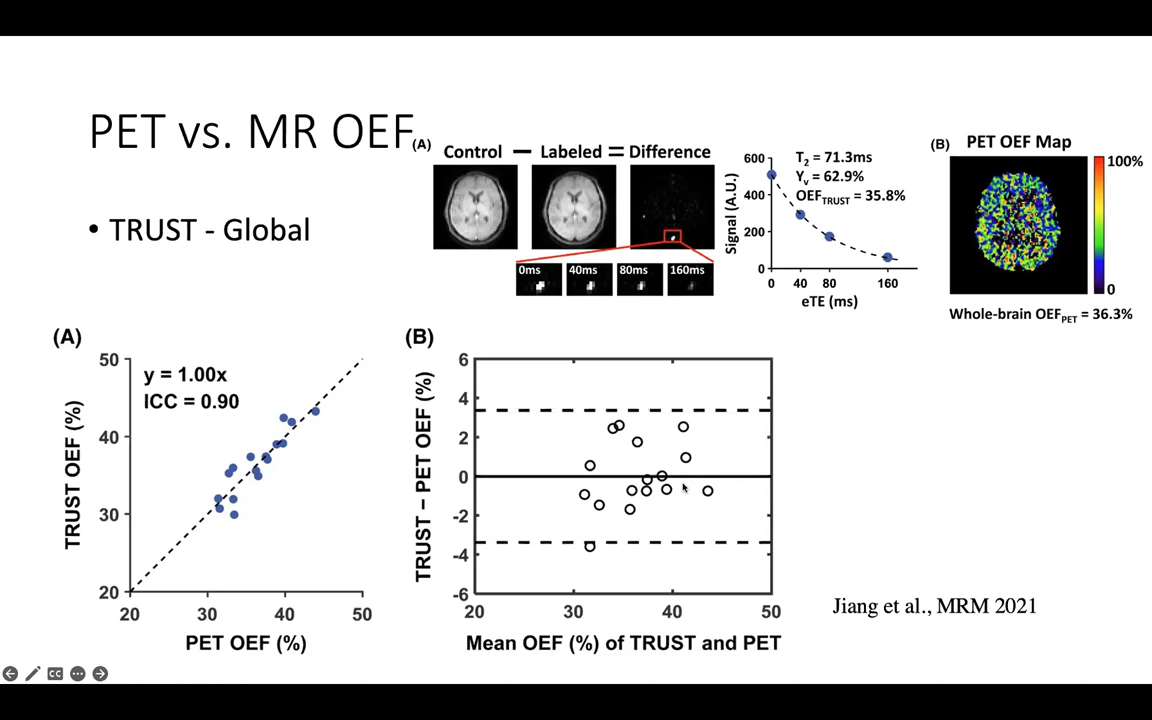 PET vs. MR OEF
• TRUST - Global
(A)
Control − Labeled = Difference
0ms 40ms 80ms 160ms
Signal (A.U.)
600
400
200
0
0 40 80 160
eTE (ms)
T2 = 71.3ms
Yv = 62.9%
OEFTRUST = 35.8%
(B)
PET OEF Map
100%
0
Whole-brain OEFPET = 36.3%
(A)
TRUST OEF (%)
50
40
30
20
y = 1.00x
ICC = 0.90
20 30 40 50
PET OEF (%)
(B)
TRUST − PET OEF (%)
6
4
2
0
-2
-4
-6
20 30 40 50
Mean OEF (%) of TRUST and PET
Jiang et al., MRM 2021
CC